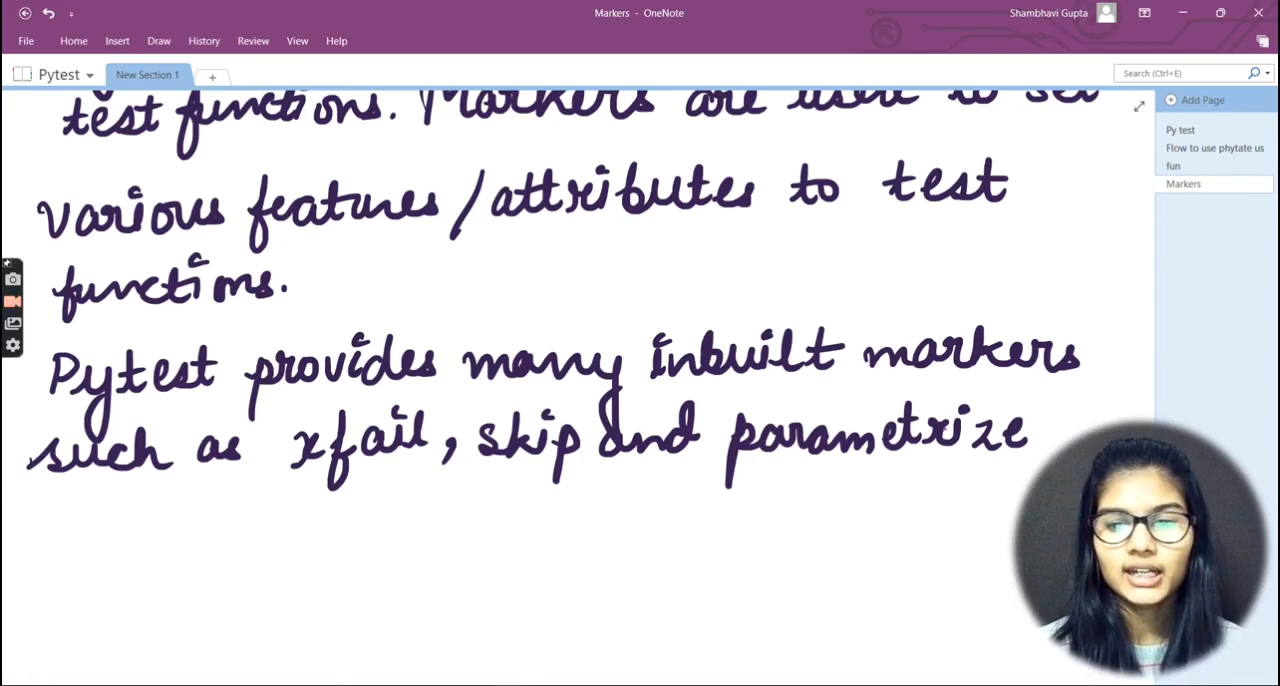 Markers - OneNote
Shambhavi Gupta
File Home Insert Draw History Review View Help
Pytest
New Section 1
Search (Ctrl+E)
Add Page
Py test
Flow to use phytate us
fun
Markers
test functions. Markers are used to set
various features/attributes to test
functions.
Pytest provides many inbuilt markers
such as xfail, skip and parametrize